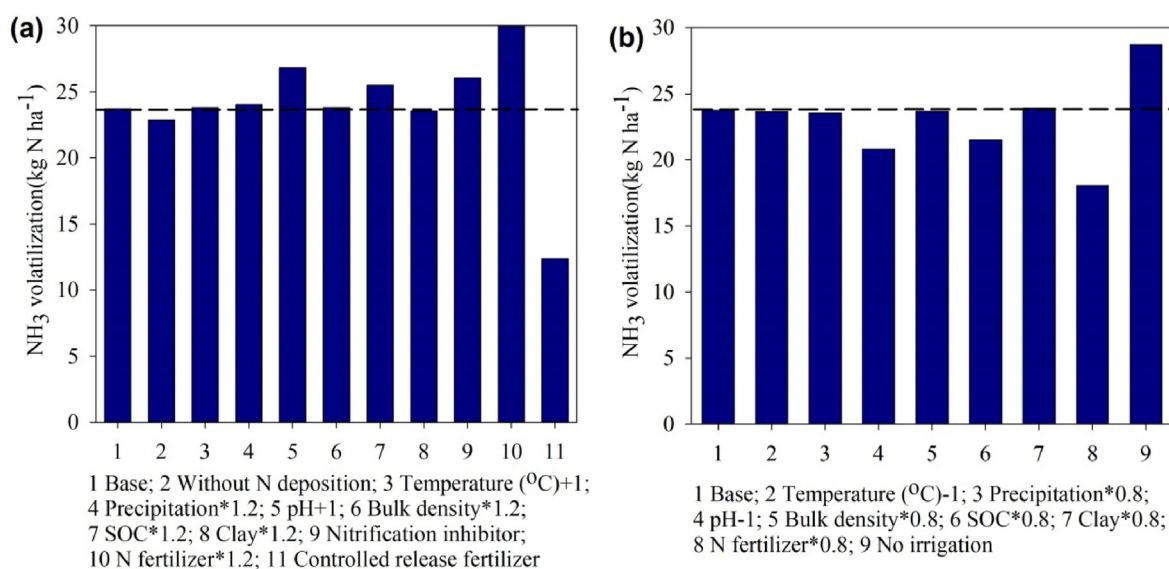 (a)
NH3 volatilization(kg N ha-1)
30
25
20
15
10
5
0
1 2 3 4 5 6 7 8 9 10 11
1 Base; 2 Without N deposition; 3 Temperature (OC)+1;
4 Precipitation*1.2; 5 pH+1; 6 Bulk density*1.2;
7 SOC*1.2; 8 Clay*1.2; 9 Nitrification inhibitor;
10 N fertilizer*1.2; 11 Controlled release fertilizer
(b)
NH3 volatilization(kg N ha-1)
30
25
20
15
10
5
0
1 2 3 4 5 6 7 8 9
1 Base; 2 Temperature (OC)-1; 3 Precipitation*0.8;
4 pH-1; 5 Bulk density*0.8; 6 SOC*0.8; 7 Clay*0.8;
8 N fertilizer*0.8; 9 No irrigation